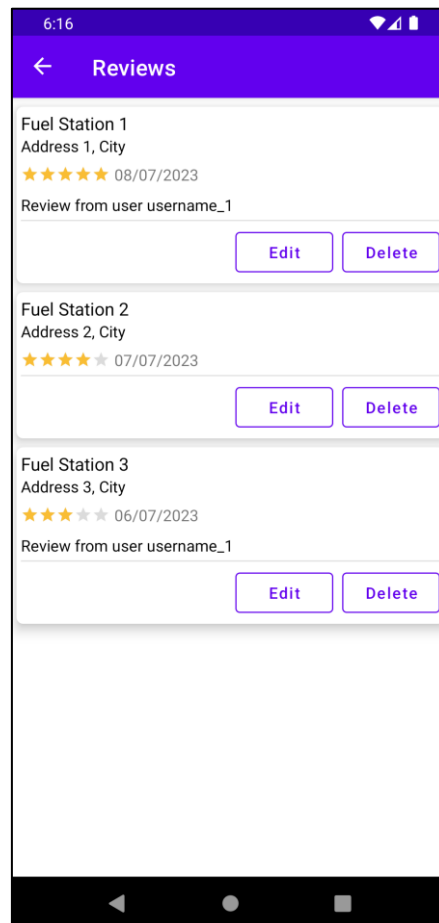 6:16
Reviews
Fuel Station 1
Address 1, City
08/07/2023
Review from user username_1
Edit Delete
Fuel Station 2
Address 2, City
07/07/2023
Edit Delete
Fuel Station 3
Address 3, City
06/07/2023
Review from user username_1
Edit Delete